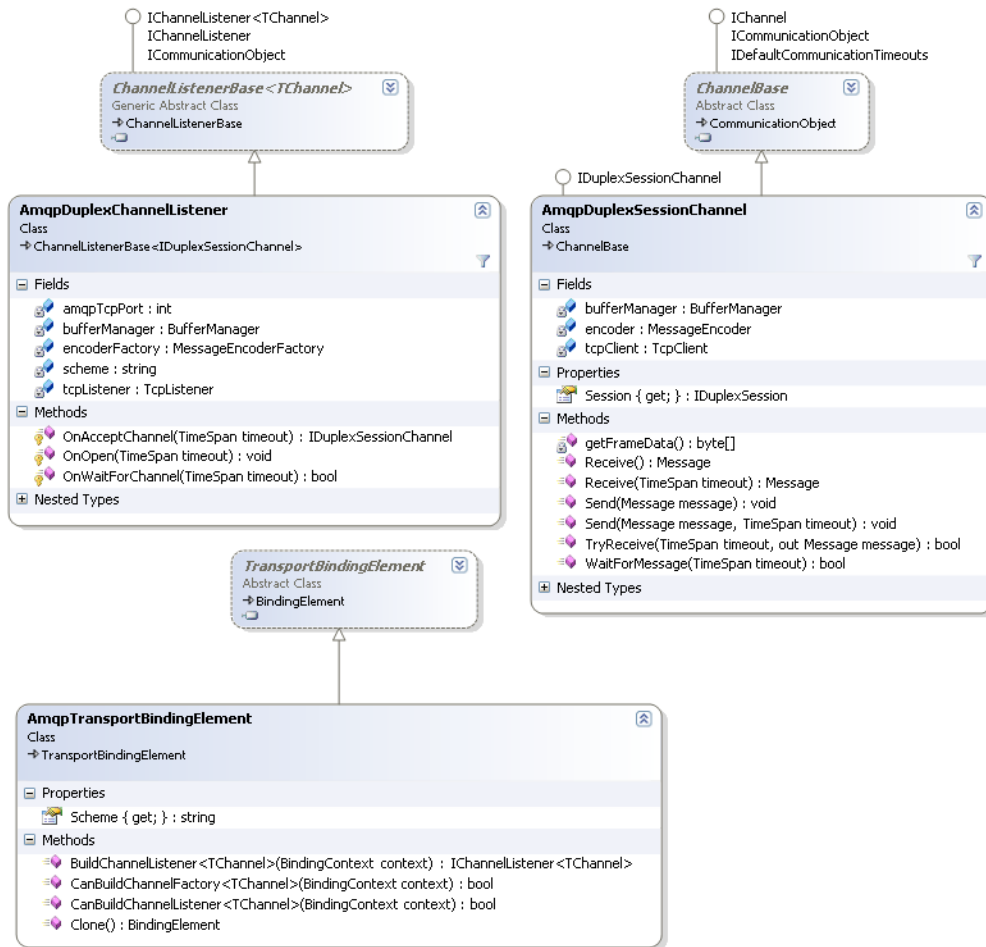 IChannelListener<TChannel>
IChannelListener
ICommunicationObject
ChannelListenerBase<TChannel>
Generic Abstract Class
ChannelListenerBase
AmqpDuplexChannelListener
Class
ChannelListenerBase<IDuplexSessionChannel>
Fields
amqpTcpPort : int
bufferManager : BufferManager
encoderFactory : MessageEncoderFactory
scheme : string
tcpListener : TcpListener
Methods
OnAcceptChannel(TimeSpan timeout) : IDuplexSessionChannel
OnOpen(TimeSpan timeout) : void
OnWaitForChannel(TimeSpan timeout) : bool
Nested Types
IChannel
ICommunicationObject
IDefaultCommunicationTimeouts
ChannelBase
Abstract Class
CommunicationObject
IDuplexSessionChannel
AmqpDuplexSessionChannel
Class
ChannelBase
Fields
bufferManager : BufferManager
encoder : MessageEncoder
tcpClient : TcpClient
Properties
Session { get; } : IDuplexSession
Methods
getFrameData() : byte[]
Receive() : Message
Receive(TimeSpan timeout) : Message
Send(Message message) : void
Send(Message message, TimeSpan timeout) : void
TryReceive(TimeSpan timeout, out Message message) : bool
WaitForMessage(TimeSpan timeout) : bool
Nested Types
TransportBindingElement
Abstract Class
BindingElement
AmqpTransportBindingElement
Class
TransportBindingElement
Properties
Scheme { get; } : string
Methods
BuildChannelListener<TChannel>(BindingContext context) : IChannelListener<TChannel>
CanBuildChannelFactory<TChannel>(BindingContext context) : bool
CanBuildChannelListener<TChannel>(BindingContext context) : bool
Clone() : BindingElement